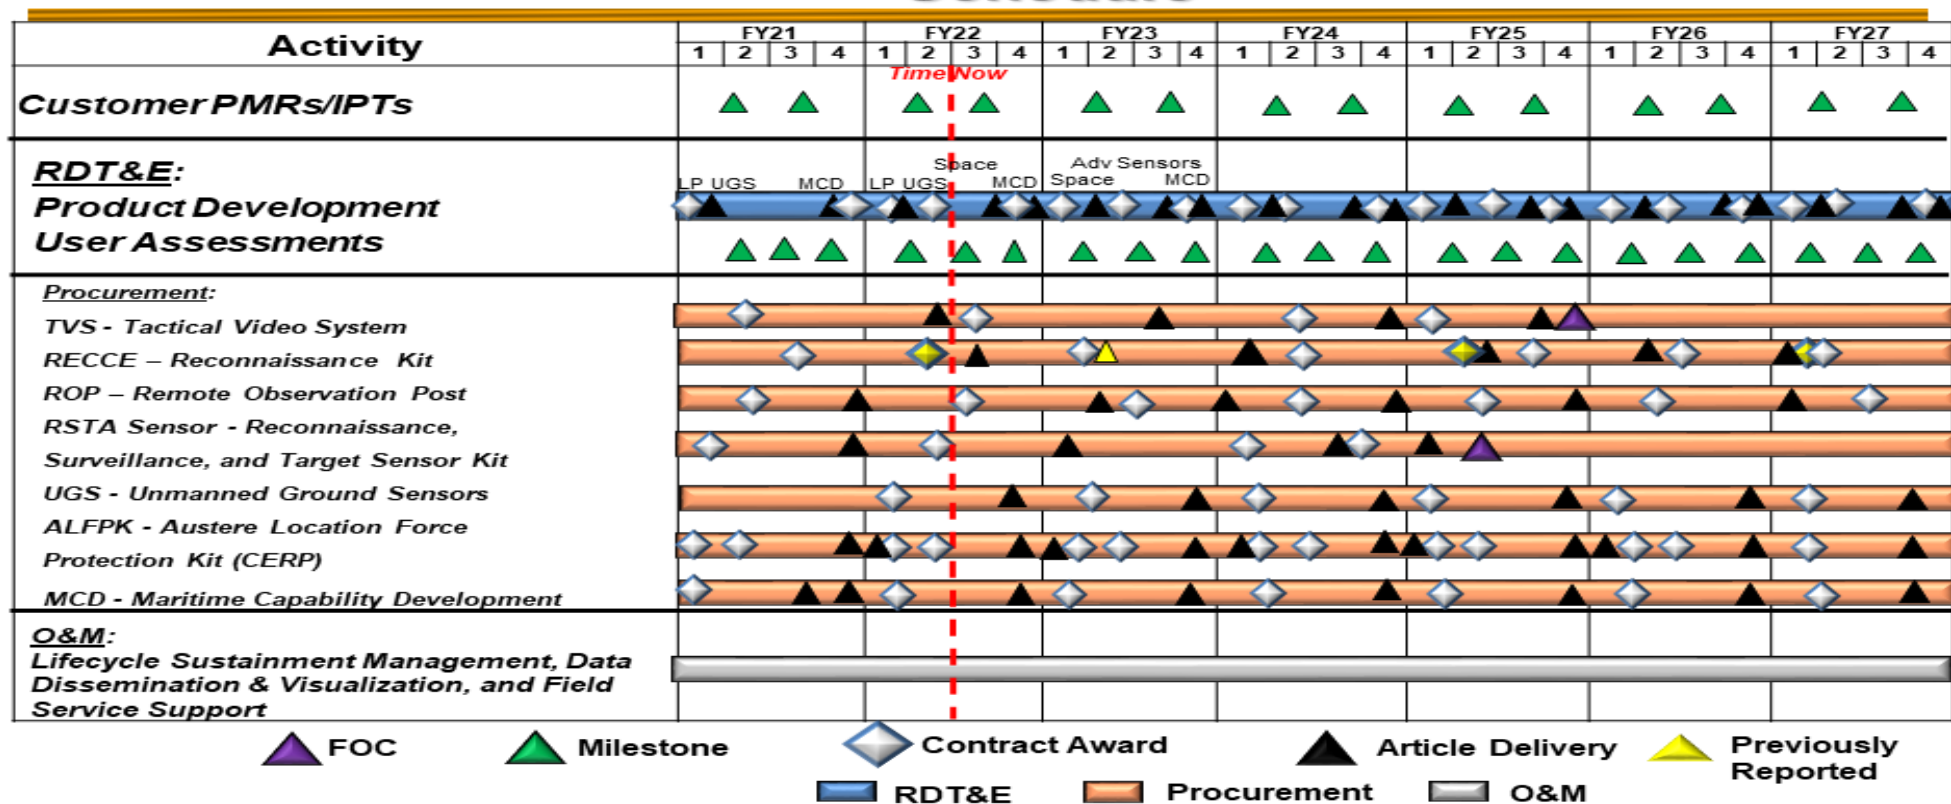 Activity
FY21 FY22 FY23 FY24 FY25 FY26 FY27
1 2 3 4 1 2 3 4 1 2 3 4 1 2 3 4 1 2 3 4 1 2 3 4 1 2 3 4
Time Now
Customer PMRs/IPTs
RDT&E:
Product Development
User Assessments
Space
Adv Sensors
LP UGS MCD LP UGS MCD Space MCD
Procurement:
TVS - Tactical Video System
RECCE – Reconnaissance Kit
ROP – Remote Observation Post
RSTA Sensor - Reconnaissance,
Surveillance, and Target Sensor Kit
UGS - Unmanned Ground Sensors
ALFPK - Austere Location Force
Protection Kit (CERP)
MCD - Maritime Capability Development
O&M:
Lifecycle Sustainment Management, Data
Dissemination & Visualization, and Field
Service Support
FOC Milestone Contract Award Article Delivery Previously
Reported
RDT&E Procurement O&M